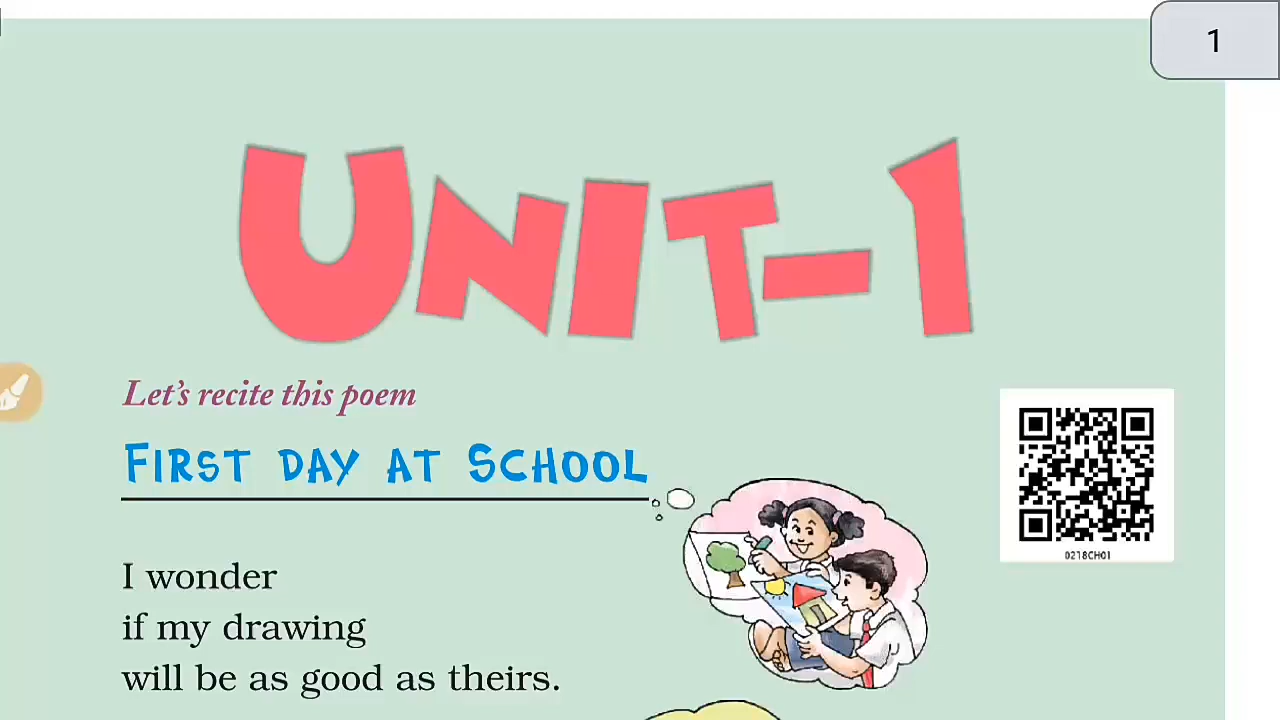 1
UNIT-1
Let's recite this poem
FIRST DAY AT SCHOOL
0218CH01
I wonder
if my drawing
will be as good as theirs.